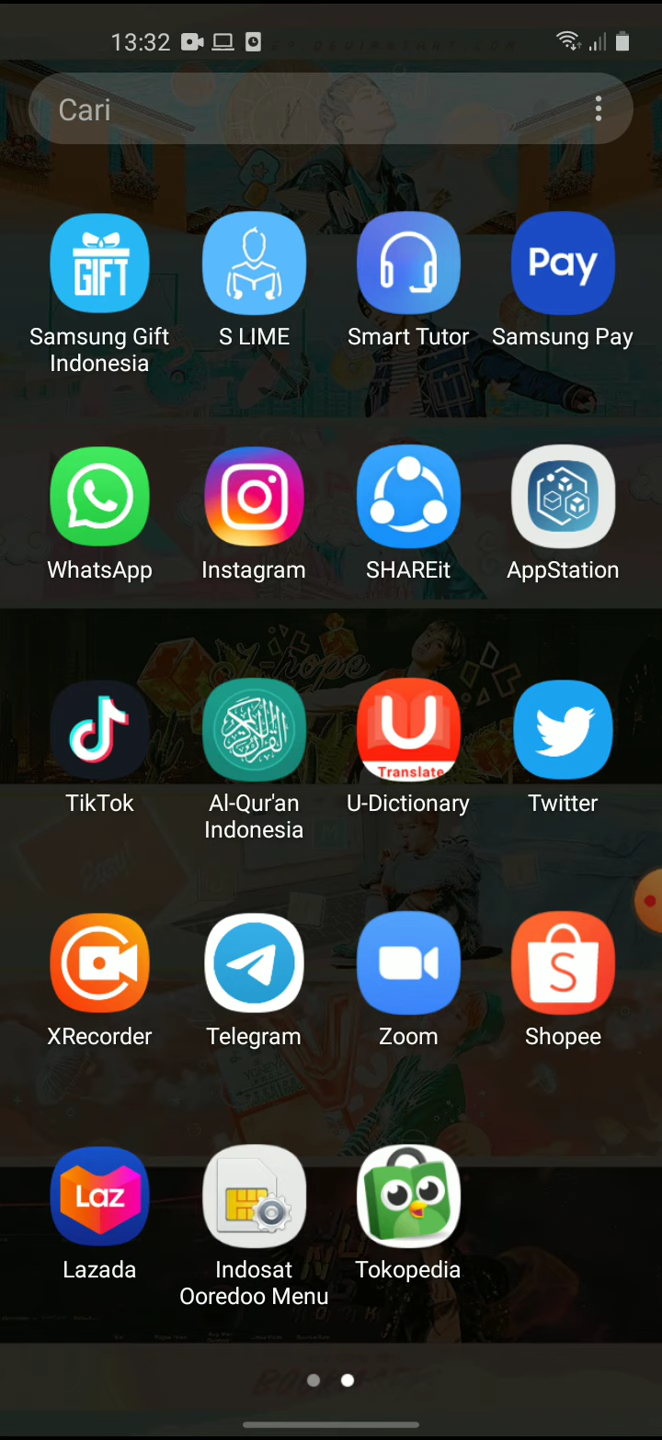 13:32
Cari
GIFT
Pay
Samsung Gift
Indonesia
S LIME
Smart Tutor
Samsung Pay
WhatsApp
Instagram
SHAREit
AppStation
J-hope
U
Translate
TikTok
Al-Qur'an
Indonesia
U-Dictionary
Twitter
S
XRecorder
Telegram
Zoom
Shopee
Laz
Lazada
Indosat
Ooredoo Menu
Tokopedia